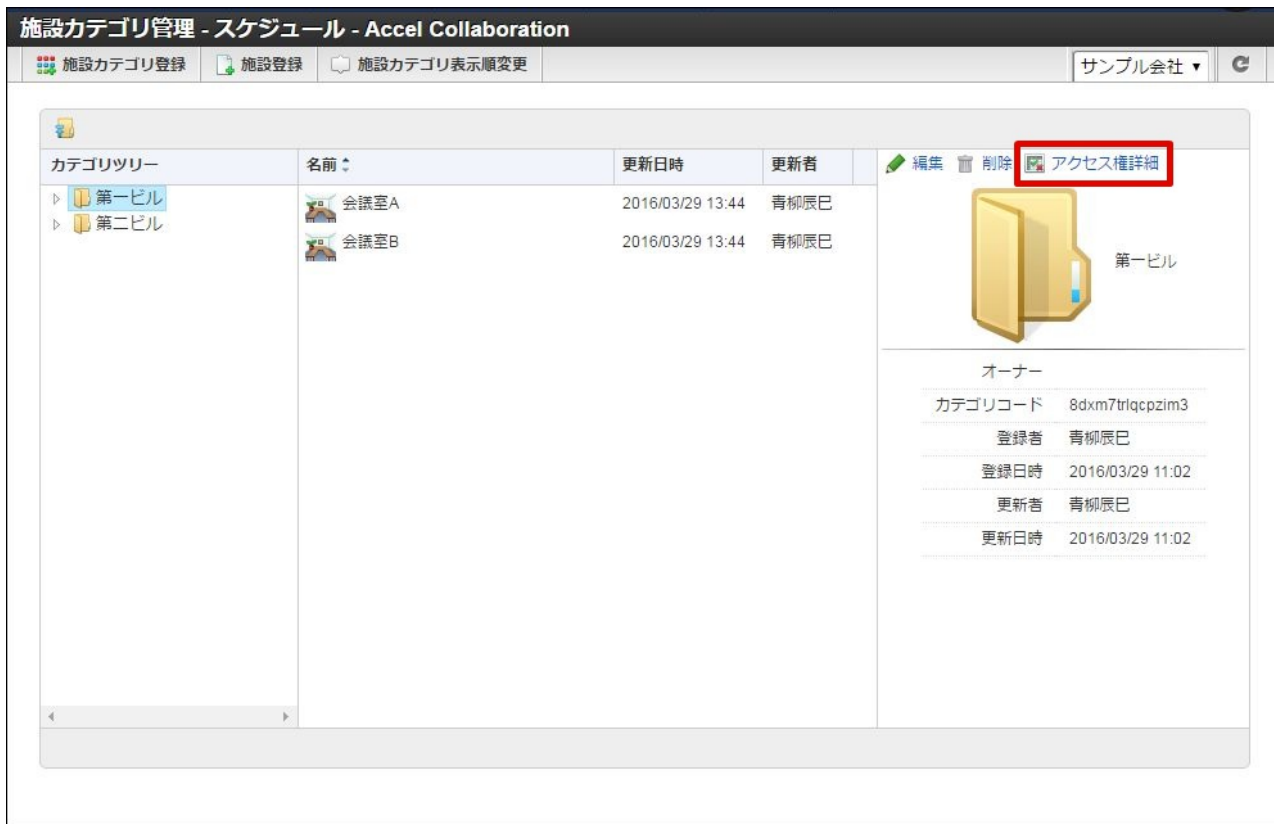 施設カテゴリ管理 - スケジュール - Accel Collaboration
施設カテゴリ登録 施設登録 施設カテゴリ表示順変更 サンプル会社 ▼
カテゴリツリー 名前 更新日時 更新者 編集 削除 アクセス権詳細
第一ビル
第二ビル
会議室A 2016/03/29 13:44 青柳辰巳
会議室B 2016/03/29 13:44 青柳辰巳
第一ビル
オーナー
カテゴリコード 8dxm7trlqcpzim3
登録者 青柳辰巳
登録日時 2016/03/29 11:02
更新者 青柳辰巳
更新日時 2016/03/29 11:02